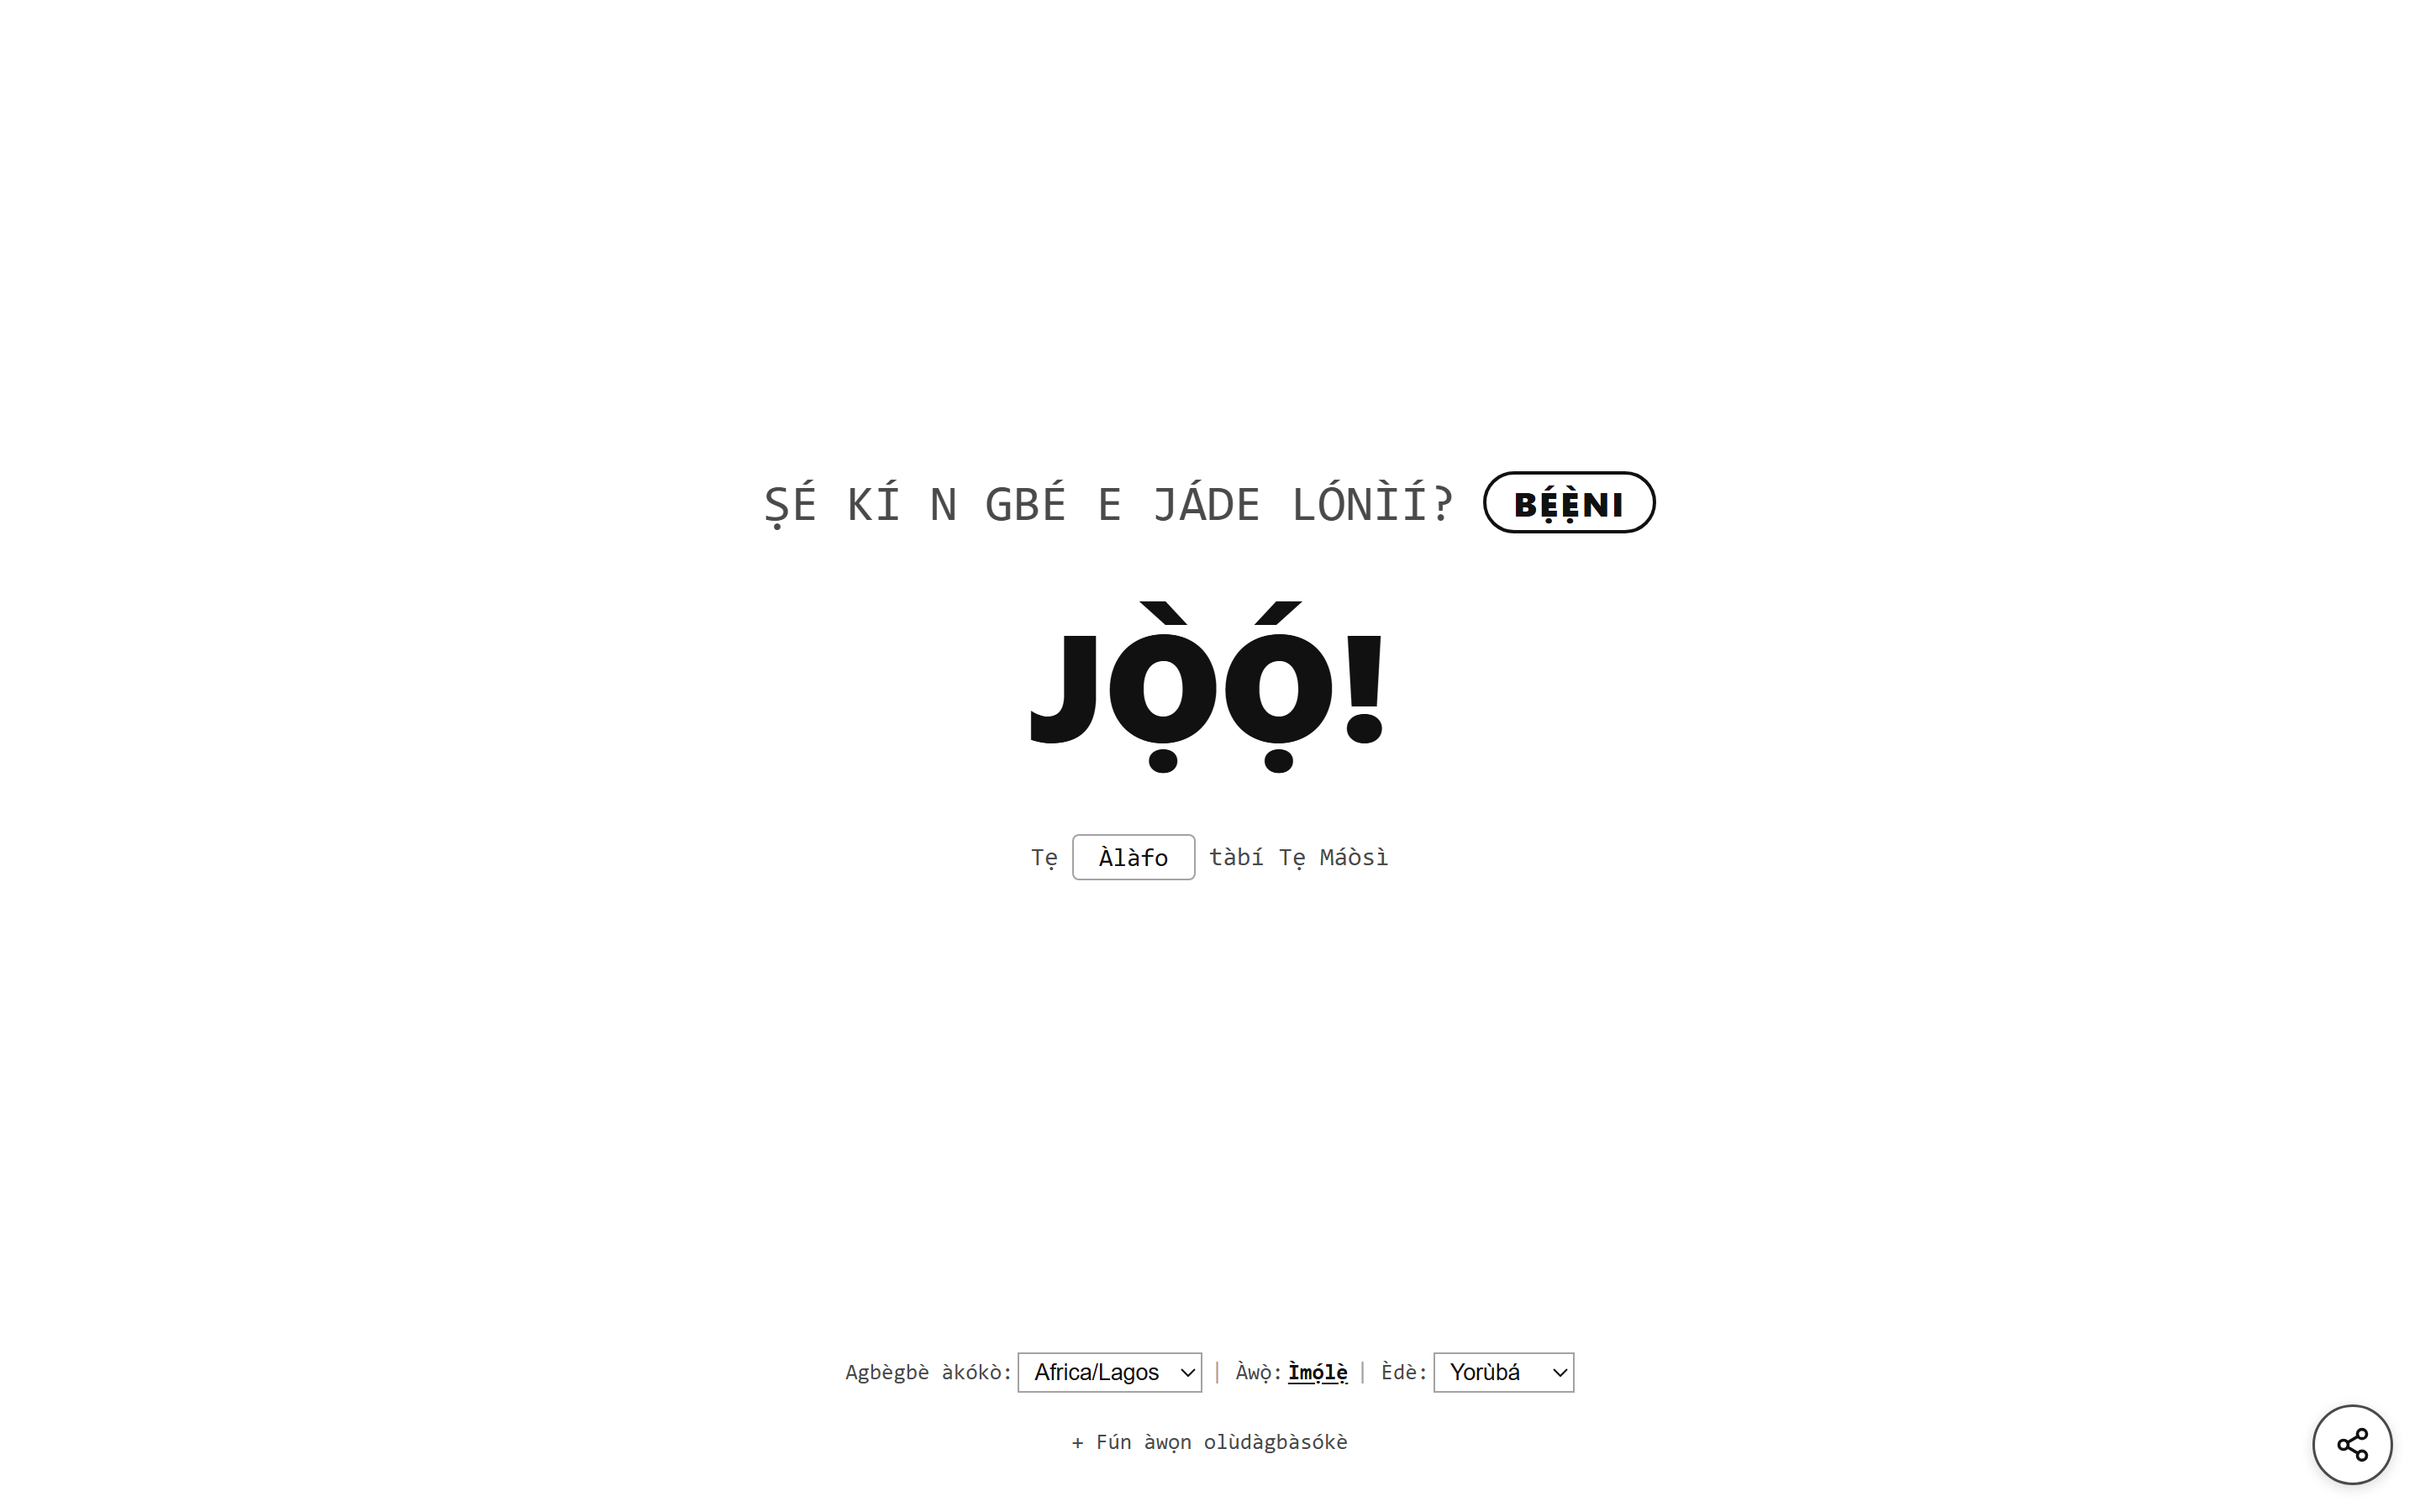 ṢÉ KÍ N GBÉ E JÁDE LÓNÌÍ? BẸ́Ẹ̀NI
JỌ̀Ọ́!
Tẹ Àlàfo tàbí Tẹ Máòsì
Agbègbè àkókò: Africa/Lagos | Àwọ̀: Ìmọ́lẹ̀ | Èdè: Yorùbá
+ Fún àwọn olùdàgbàsókè